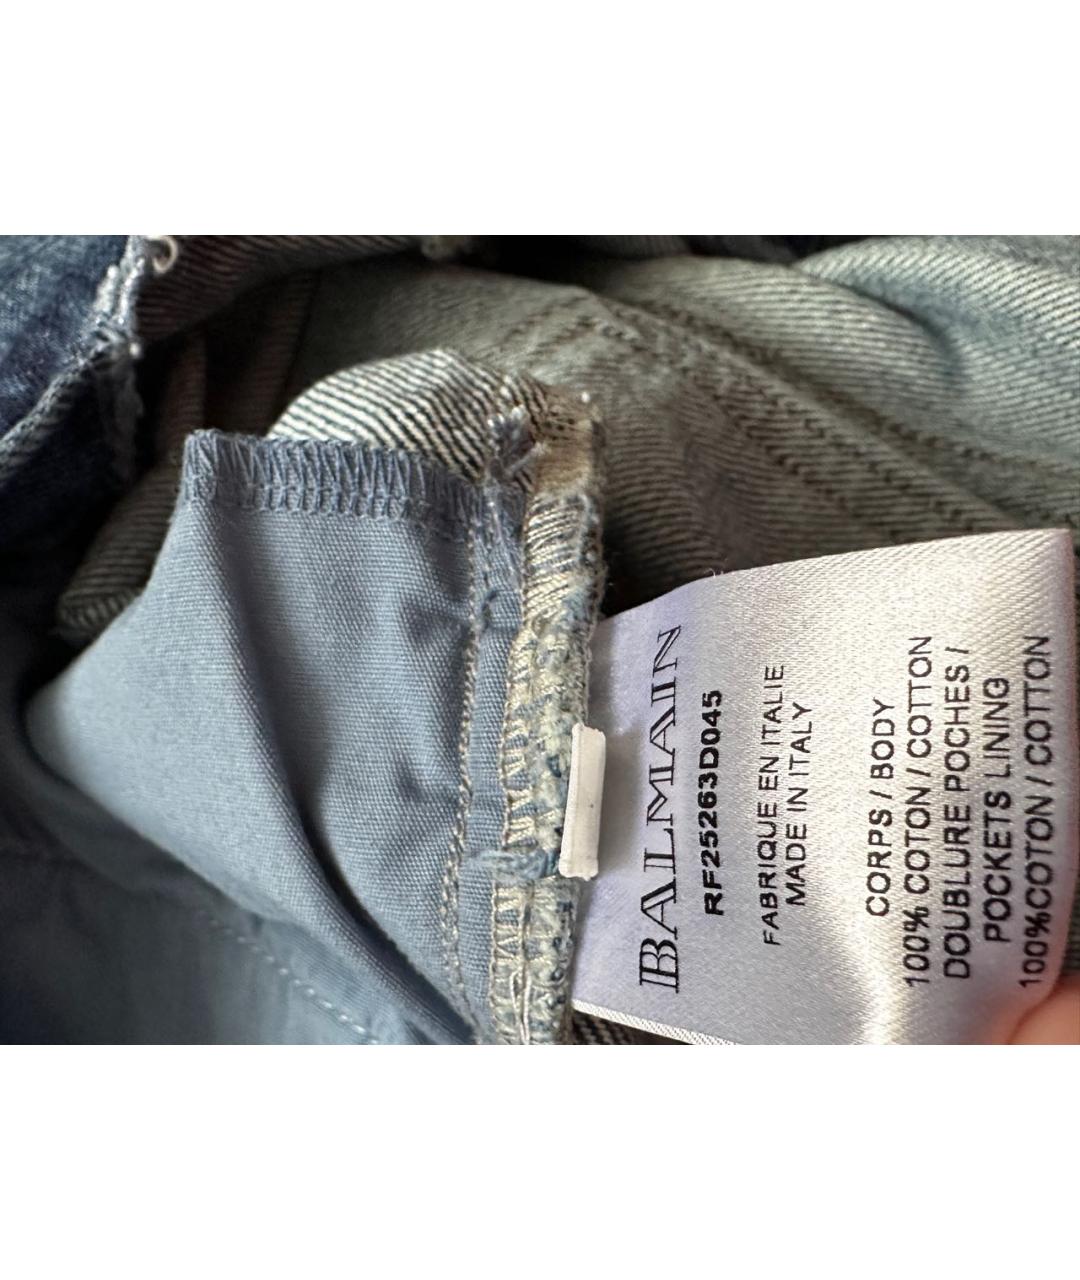 BALMAIN
RF25263D045
FABRIQUE EN ITALIE
MADE IN ITALY
CORPS / BODY
100% COTON / COTTON
DOUBLURE POCHES /
POCKETS LINING
100%COTON / COTTON